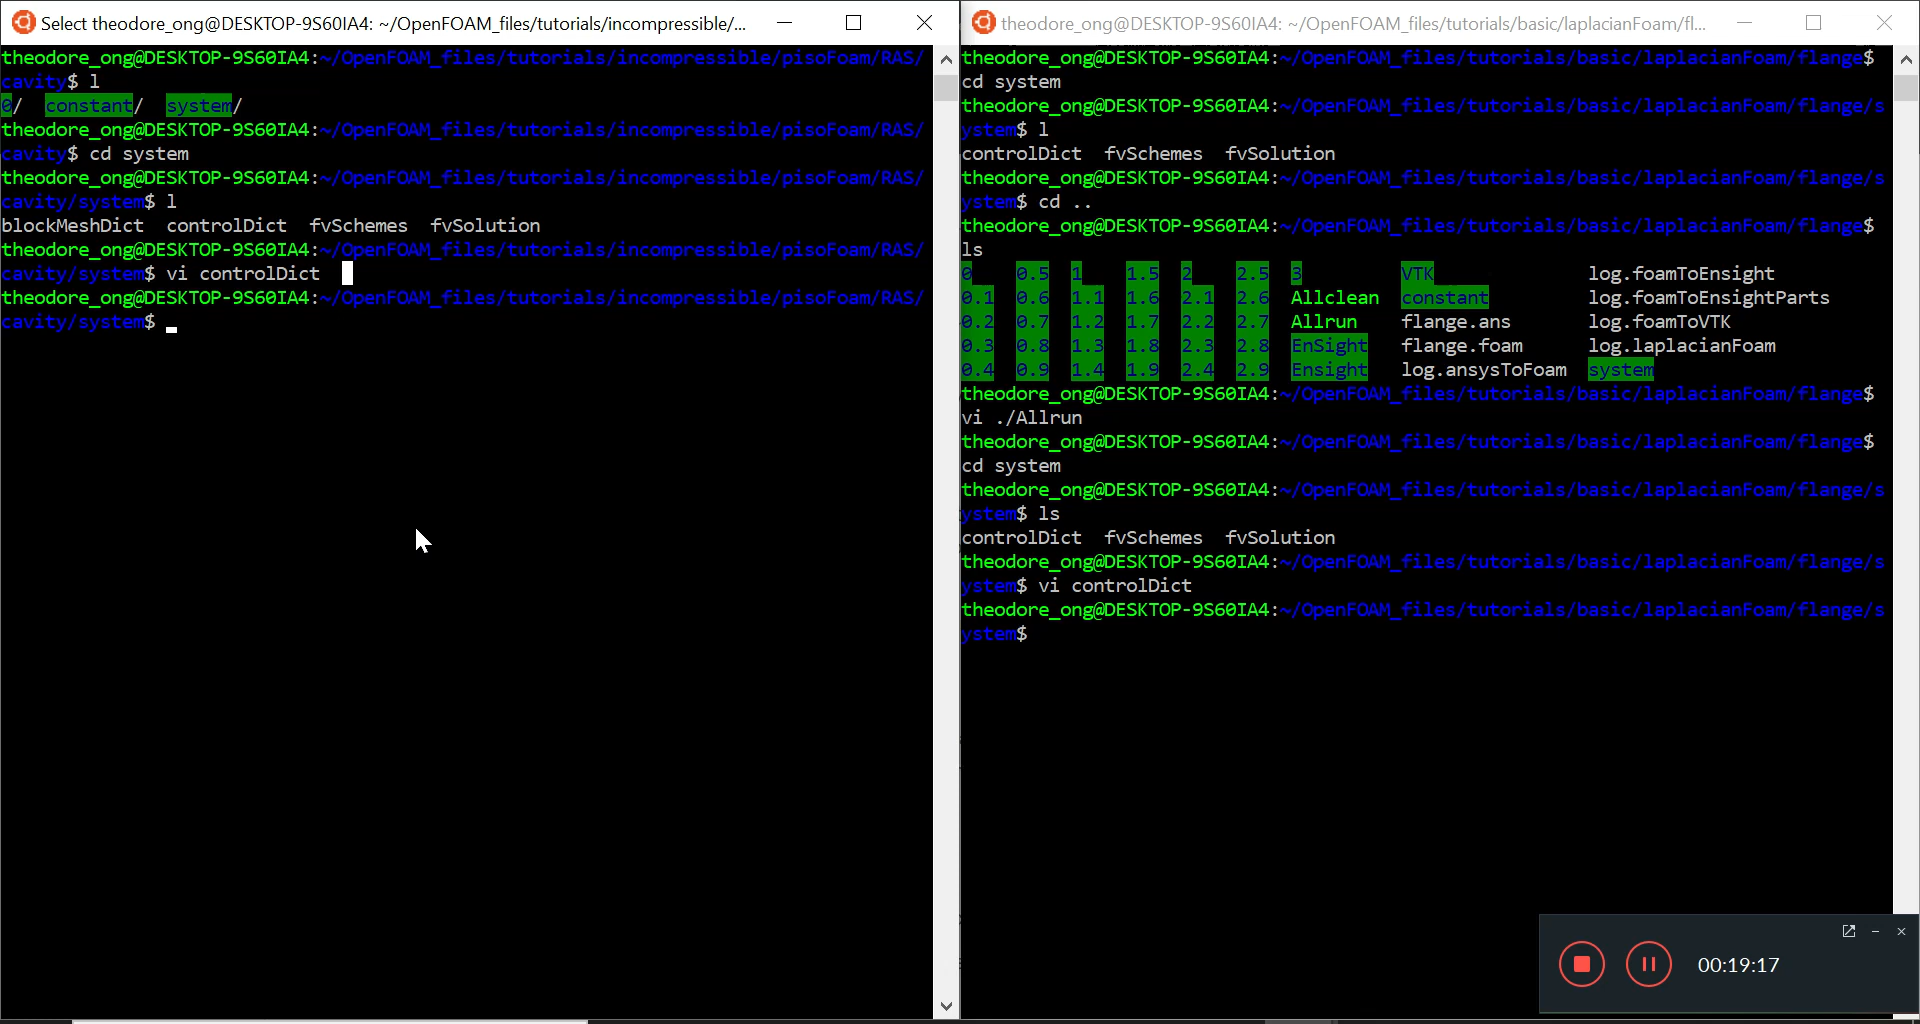 Select theodore_ong@DESKTOP-9S60IA4: ~/OpenFOAM_files/tutorials/incompressible/...
theodore_ong@DESKTOP-9S60IA4:~/OpenFOAM_files/tutorials/incompressible/pisoFoam/RAS/
cavity$ l
0/  constant/  system/
theodore_ong@DESKTOP-9S60IA4:~/OpenFOAM_files/tutorials/incompressible/pisoFoam/RAS/
cavity$ cd system
theodore_ong@DESKTOP-9S60IA4:~/OpenFOAM_files/tutorials/incompressible/pisoFoam/RAS/
cavity/system$ l
blockMeshDict  controlDict  fvSchemes  fvSolution
theodore_ong@DESKTOP-9S60IA4:~/OpenFOAM_files/tutorials/incompressible/pisoFoam/RAS/
cavity/system$ vi controlDict
theodore_ong@DESKTOP-9S60IA4:~/OpenFOAM_files/tutorials/incompressible/pisoFoam/RAS/
cavity/system$
theodore_ong@DESKTOP-9S60IA4: ~/OpenFOAM_files/tutorials/basic/laplacianFoam/fl...
theodore_ong@DESKTOP-9S60IA4:~/OpenFOAM_files/tutorials/basic/laplacianFoam/flange$
cd system
theodore_ong@DESKTOP-9S60IA4:~/OpenFOAM_files/tutorials/basic/laplacianFoam/flange/s
ystem$ l
controlDict  fvSchemes  fvSolution
theodore_ong@DESKTOP-9S60IA4:~/OpenFOAM_files/tutorials/basic/laplacianFoam/flange/s
ystem$ cd ..
theodore_ong@DESKTOP-9S60IA4:~/OpenFOAM_files/tutorials/basic/laplacianFoam/flange$
ls
0    0.5  1    1.5  2    2.5  3         VTK             log.foamToEnsight
0.1  0.6  1.1  1.6  2.1  2.6  Allclean  constant        log.foamToEnsightParts
0.2  0.7  1.2  1.7  2.2  2.7  Allrun    flange.ans      log.foamToVTK
0.3  0.8  1.3  1.8  2.3  2.8  EnSight   flange.foam     log.laplacianFoam
0.4  0.9  1.4  1.9  2.4  2.9  Ensight   log.ansysToFoam  system
theodore_ong@DESKTOP-9S60IA4:~/OpenFOAM_files/tutorials/basic/laplacianFoam/flange$
vi ./Allrun
theodore_ong@DESKTOP-9S60IA4:~/OpenFOAM_files/tutorials/basic/laplacianFoam/flange$
cd system
theodore_ong@DESKTOP-9S60IA4:~/OpenFOAM_files/tutorials/basic/laplacianFoam/flange/s
ystem$ ls
controlDict  fvSchemes  fvSolution
theodore_ong@DESKTOP-9S60IA4:~/OpenFOAM_files/tutorials/basic/laplacianFoam/flange/s
ystem$ vi controlDict
theodore_ong@DESKTOP-9S60IA4:~/OpenFOAM_files/tutorials/basic/laplacianFoam/flange/s
ystem$
00:19:17